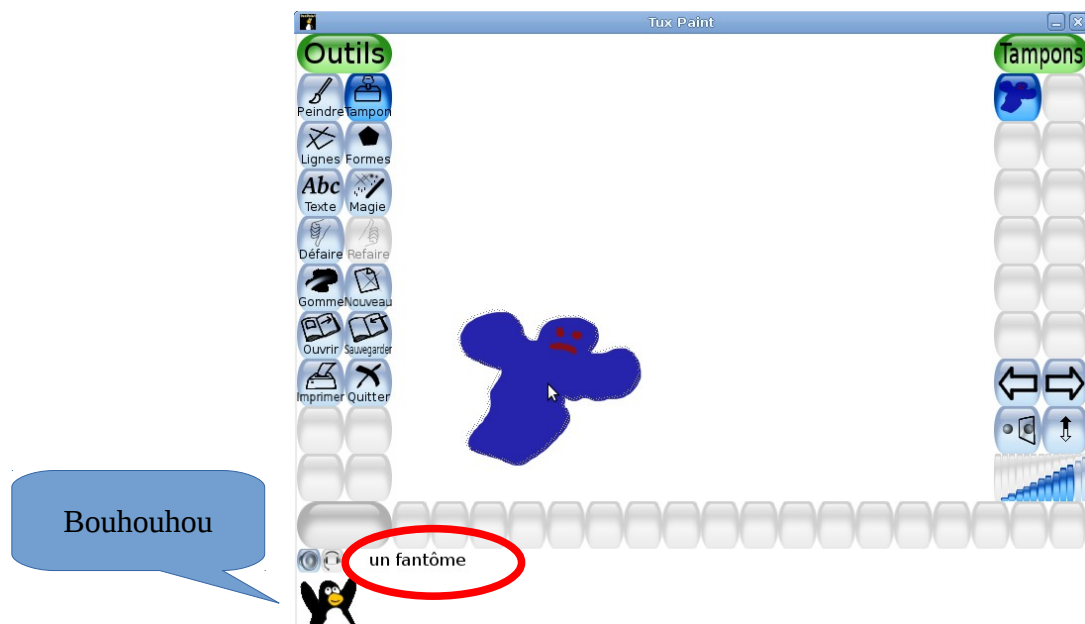 Tux Paint
Outils
Tampons
Peindre Tampon
Lignes Formes
Abc
Texte Magie
Défaire Refaire
Gomme Nouveau
Ouvrir Sauvegarder
Imprimer Quitter
Bouhouhou
un fantôme